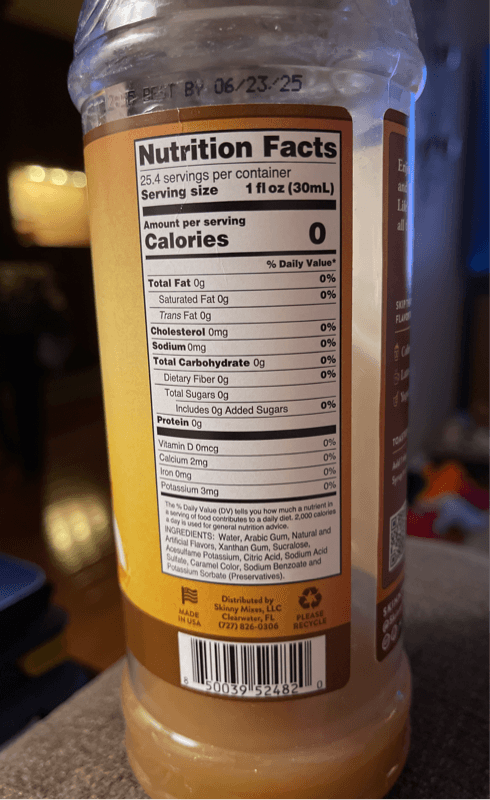 BEST BY 06/23/25
Nutrition Facts
25.4 servings per container
Serving size 1 fl oz (30mL)
Amount per serving
Calories 0
% Daily Value*
Total Fat 0g 0%
Saturated Fat 0g 0%
Trans Fat 0g
Cholesterol 0mg 0%
Sodium 0mg 0%
Total Carbohydrate 0g 0%
Dietary Fiber 0g 0%
Total Sugars 0g
Includes 0g Added Sugars 0%
Protein 0g
Vitamin D 0mcg 0%
Calcium 2mg 0%
Iron 0mg 0%
Potassium 3mg 0%
The % Daily Value (DV) tells you how much a nutrient in
a serving of food contributes to a daily diet. 2,000 calories
a day is used for general nutrition advice.
INGREDIENTS: Water, Arabic Gum, Natural and
Artificial Flavors, Xanthan Gum, Sucralose,
Acesulfame Potassium, Citric Acid, Sodium Acid
Sulfate, Caramel Color, Sodium Benzoate and
Potassium Sorbate (Preservatives).
MADE
IN USA
Distributed by
Skinny Mixes, LLC
Clearwater, FL
(727) 826-0306
PLEASE
RECYCLE
8 50039 52482 0